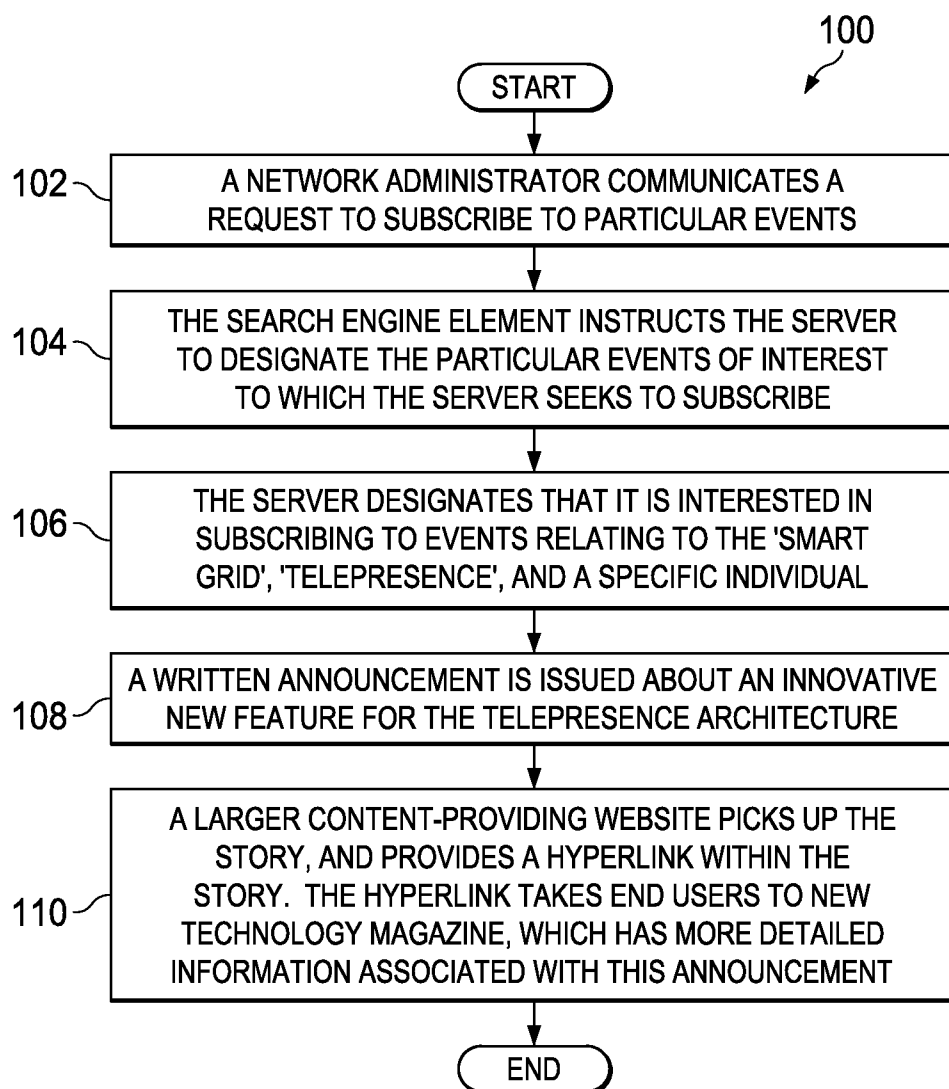 100
START
102
A NETWORK ADMINISTRATOR COMMUNICATES A
REQUEST TO SUBSCRIBE TO PARTICULAR EVENTS
104
THE SEARCH ENGINE ELEMENT INSTRUCTS THE SERVER
TO DESIGNATE THE PARTICULAR EVENTS OF INTEREST
TO WHICH THE SERVER SEEKS TO SUBSCRIBE
106
THE SERVER DESIGNATES THAT IT IS INTERESTED IN
SUBSCRIBING TO EVENTS RELATING TO THE 'SMART
GRID', 'TELEPRESENCE', AND A SPECIFIC INDIVIDUAL
108
A WRITTEN ANNOUNCEMENT IS ISSUED ABOUT AN INNOVATIVE
NEW FEATURE FOR THE TELEPRESENCE ARCHITECTURE
110
A LARGER CONTENT-PROVIDING WEBSITE PICKS UP THE
STORY, AND PROVIDES A HYPERLINK WITHIN THE
STORY. THE HYPERLINK TAKES END USERS TO NEW
TECHNOLOGY MAGAZINE, WHICH HAS MORE DETAILED
INFORMATION ASSOCIATED WITH THIS ANNOUNCEMENT
END